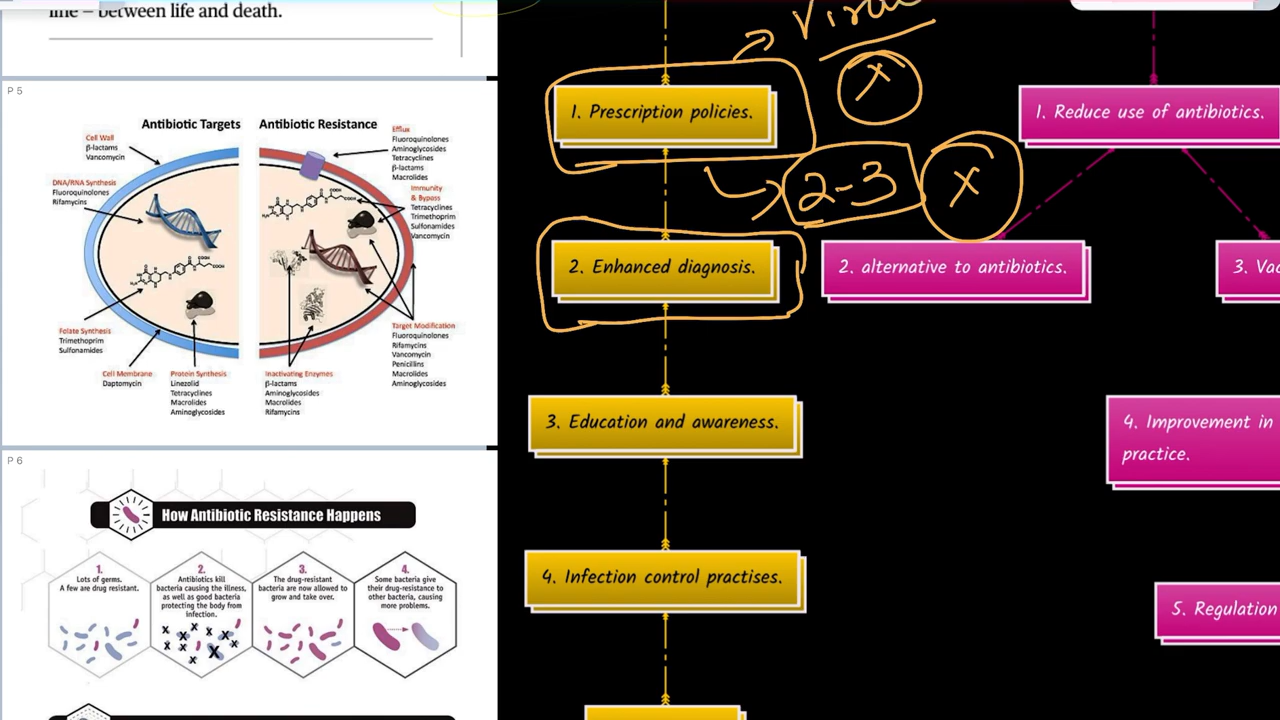 line – between life and death.
P 5
Antibiotic Targets
Antibiotic Resistance
Cell Wall
β-lactams
Vancomycin
DNA/RNA Synthesis
Fluoroquinolones
Rifamycins
Folate Synthesis
Trimethoprim
Sulfonamides
Cell Membrane
Daptomycin
Protein Synthesis
Linezolid
Tetracyclines
Macrolides
Aminoglycosides
Efflux
Fluoroquinolones
Aminoglycosides
Tetracyclines
β-lactams
Macrolides
Immunity
& Bypass
Tetracyclines
Trimethoprim
Sulfonamides
Vancomycin
Target Modification
Fluoroquinolones
Rifamycins
Vancomycin
Penicillins
Macrolides
Aminoglycosides
Inactivating Enzymes
β-lactams
Aminoglycosides
Macrolides
Rifamycins
P 6
How Antibiotic Resistance Happens
1.
Lots of germs.
A few are drug resistant.
2.
Antibiotics kill
bacteria causing the illness,
as well as good bacteria
protecting the body from
infection.
3.
The drug-resistant
bacteria are now allowed to
grow and take over.
4.
Some bacteria give
their drug-resistance to
other bacteria, causing
more problems.
Viral
X
1. Prescription policies.
2-3
X
2. Enhanced diagnosis.
3. Education and awareness.
4. Infection control practises.
1. Reduce use of antibiotics.
2. alternative to antibiotics.
3. Vac
4. Improvement in
practice.
5. Regulation